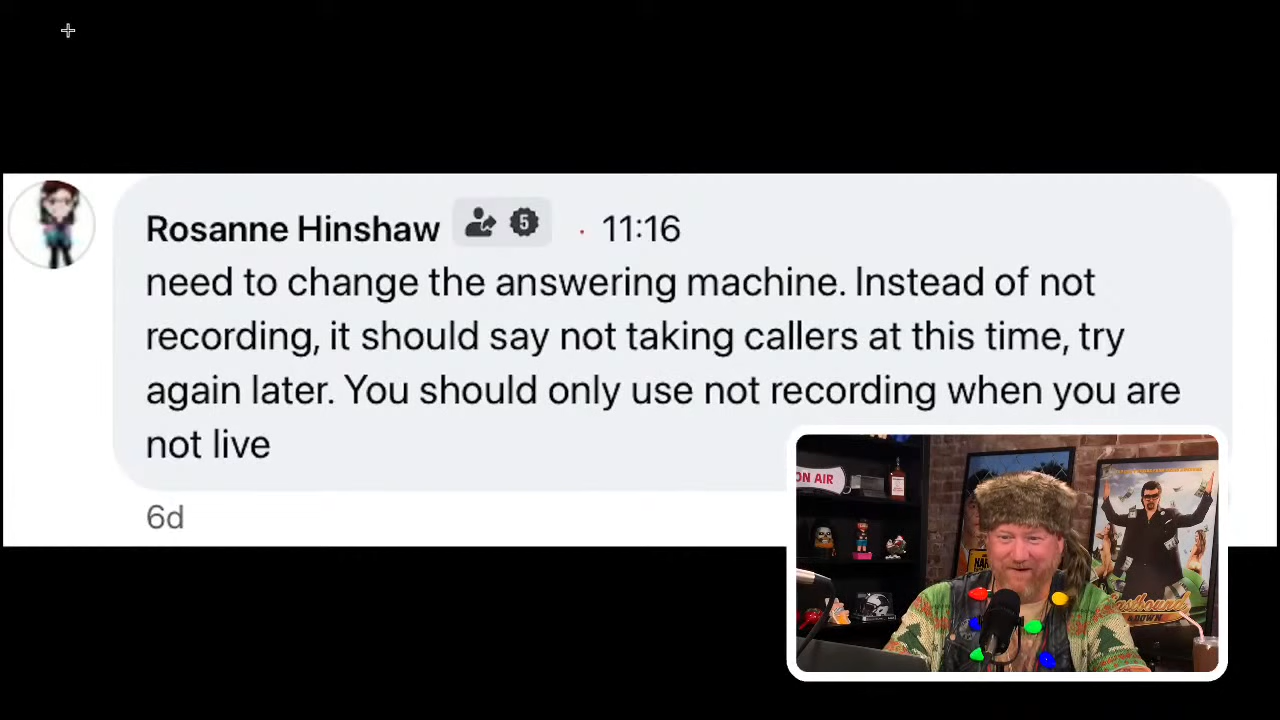 Rosanne Hinshaw 5 · 11:16
need to change the answering machine. Instead of not
recording, it should say not taking callers at this time, try
again later. You should only use not recording when you are
not live
6d
ON AIR
Eastbound
& DOWN